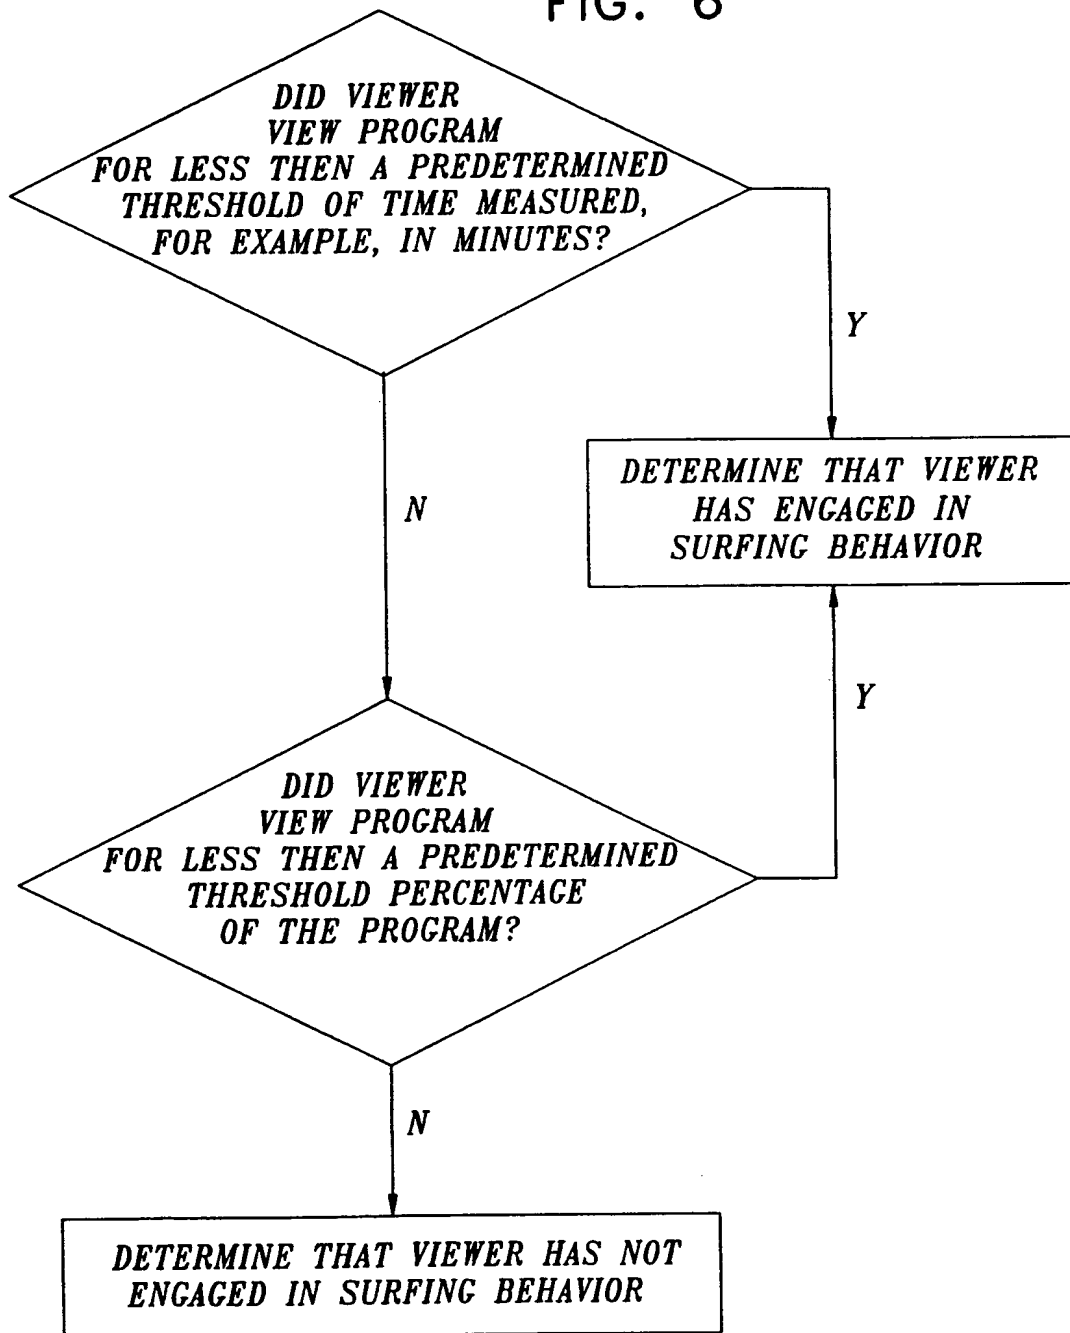 FIG. 6
DID VIEWER
VIEW PROGRAM
FOR LESS THEN A PREDETERMINED
THRESHOLD OF TIME MEASURED,
FOR EXAMPLE, IN MINUTES?
Y
N
DETERMINE THAT VIEWER
HAS ENGAGED IN
SURFING BEHAVIOR
Y
DID VIEWER
VIEW PROGRAM
FOR LESS THEN A PREDETERMINED
THRESHOLD PERCENTAGE
OF THE PROGRAM?
N
DETERMINE THAT VIEWER HAS NOT
ENGAGED IN SURFING BEHAVIOR